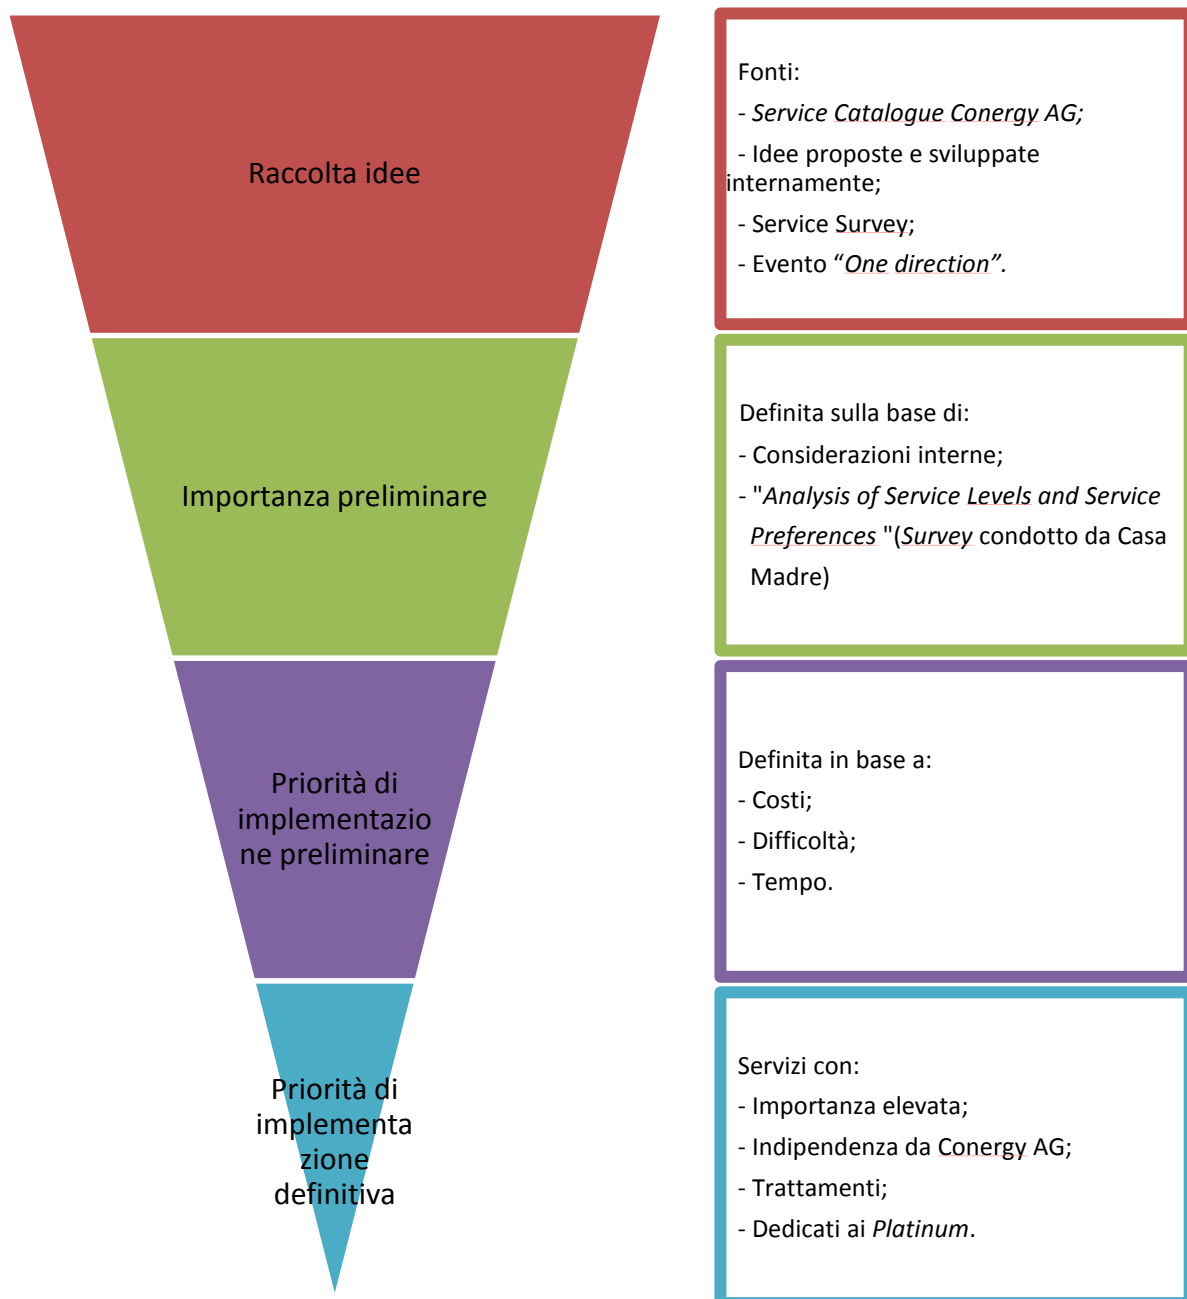 Raccolta idee
Fonti:
- Service Catalogue Conergy AG;
- Idee proposte e sviluppate
internamente;
- Service Survey;
- Evento “One direction”.
Importanza preliminare
Definita sulla base di:
- Considerazioni interne;
- "Analysis of Service Levels and Service
Preferences "(Survey condotto da Casa
Madre)
Priorità di
implementazio
ne preliminare
Definita in base a:
- Costi;
- Difficoltà;
- Tempo.
Priorità di
implementa
zione
definitiva
Servizi con:
- Importanza elevata;
- Indipendenza da Conergy AG;
- Trattamenti;
- Dedicati ai Platinum.